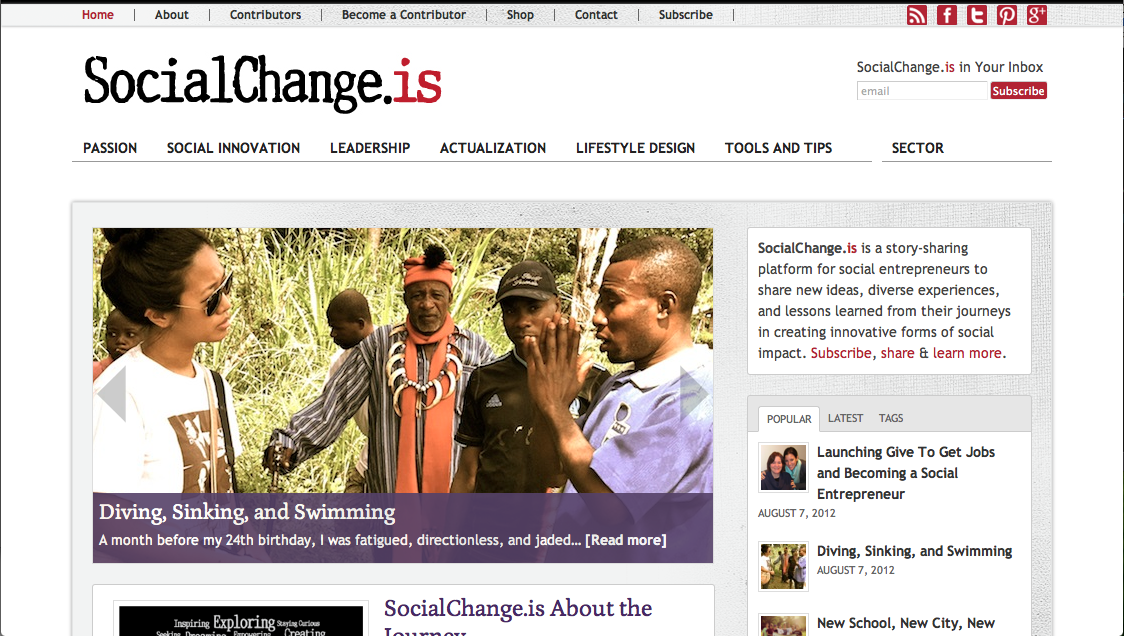 Home | About | Contributors | Become a Contributor | Shop | Contact | Subscribe |
SocialChange.is
SocialChange.is in Your Inbox
email Subscribe
PASSION SOCIAL INNOVATION LEADERSHIP ACTUALIZATION LIFESTYLE DESIGN TOOLS AND TIPS SECTOR
Diving, Sinking, and Swimming
A month before my 24th birthday, I was fatigued, directionless, and jaded... [Read more]
SocialChange.is About the
Journey
Inspiring Exploring Staying Curious
Creating
SocialChange.is is a story-sharing
platform for social entrepreneurs to
share new ideas, diverse experiences,
and lessons learned from their journeys
in creating innovative forms of social
impact. Subscribe, share & learn more.
POPULAR LATEST TAGS
Launching Give To Get Jobs
and Becoming a Social
Entrepreneur
AUGUST 7, 2012
Diving, Sinking, and Swimming
AUGUST 7, 2012
New School, New City, New